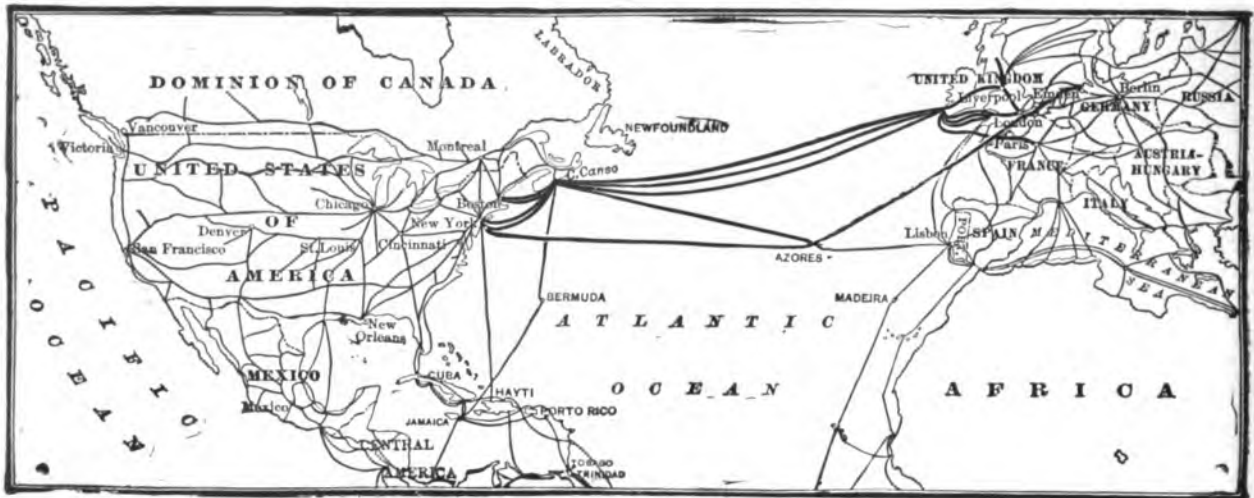 DOMINION OF CANADA
LABRADOR
NEWFOUNDLAND
Vancouver
Victoria
UNITED STATES
OF
AMERICA
Montreal
C. Canso
Chicago
Boston
New York
Denver
San Francisco
St. Louis
Cincinnati
New
Orleans
PACIFIC
OCEAN
MEXICO
Mexico
CENTRAL
AMERICA
CUBA
HAYTI
JAMAICA
PORTO RICO
TOBAGO
TRINIDAD
BERMUDA
ATLANTIC
OCEAN
AZORES
MADEIRA
UNITED KINGDOM
Liverpool
Emden
Berlin
GERMANY
RUSSIA
London
Paris
FRANCE
AUSTRIA-
HUNGARY
ITALY
Lisbon
PORT.
SPAIN
MEDITERRANEAN
SEA
AFRICA